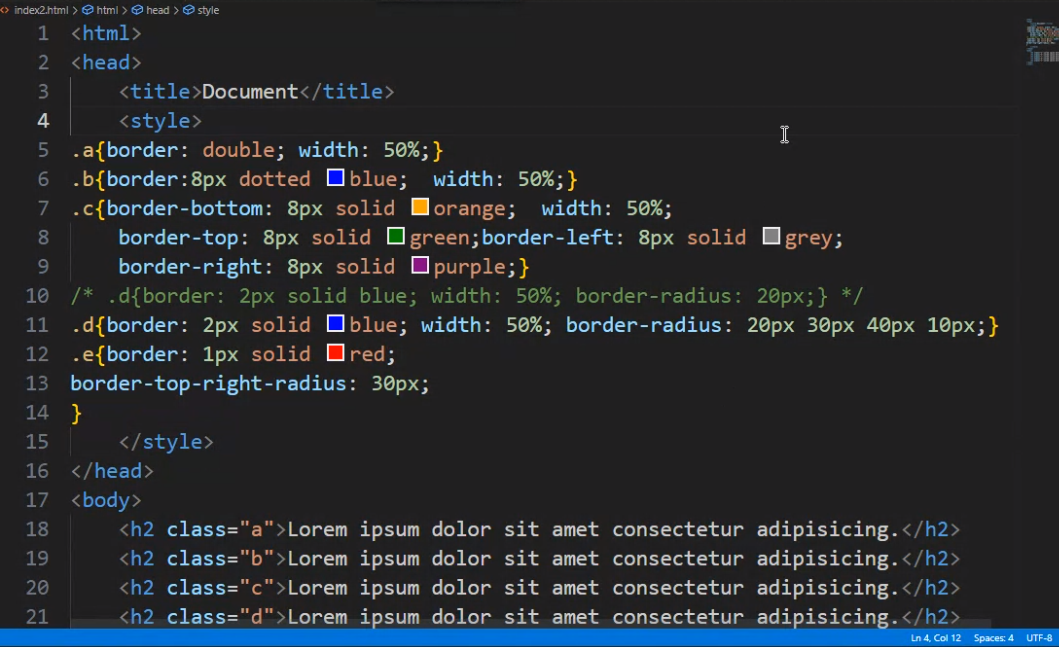 index2.html > html > head > style
1 <html>
2 <head>
3     <title>Document</title>
4     <style>
5 .a{border: double; width: 50%;}
6 .b{border:8px dotted blue;  width: 50%;}
7 .c{border-bottom: 8px solid orange;  width: 50%;
8     border-top: 8px solid green;border-left: 8px solid grey;
9     border-right: 8px solid purple;}
10 /* .d{border: 2px solid blue; width: 50%; border-radius: 20px;} */
11 .d{border: 2px solid blue; width: 50%; border-radius: 20px 30px 40px 10px;}
12 .e{border: 1px solid red;
13 border-top-right-radius: 30px;
14 }
15     </style>
16 </head>
17 <body>
18     <h2 class="a">Lorem ipsum dolor sit amet consectetur adipisicing.</h2>
19     <h2 class="b">Lorem ipsum dolor sit amet consectetur adipisicing.</h2>
20     <h2 class="c">Lorem ipsum dolor sit amet consectetur adipisicing.</h2>
21     <h2 class="d">Lorem ipsum dolor sit amet consectetur adipisicing.</h2>
Ln 4, Col 12 Spaces: 4 UTF-8